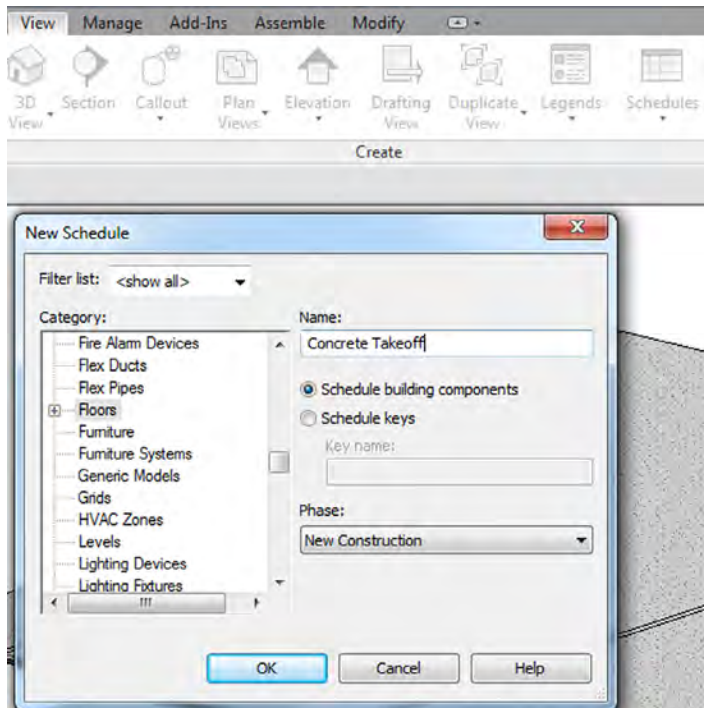 View Manage Add-Ins Assemble Modify
3D View Section Callout Plan Views Elevation Drafting View Duplicate View Legends Schedules
Create
New Schedule
Filter list: <show all>
Category:
Fire Alarm Devices
Flex Ducts
Flex Pipes
Floors
Furniture
Furniture Systems
Generic Models
Grids
HVAC Zones
Levels
Lighting Devices
Lighting Fixtures
Name:
Concrete Takeoff
Schedule building components
Schedule keys
Key name:
Phase:
New Construction
OK Cancel Help